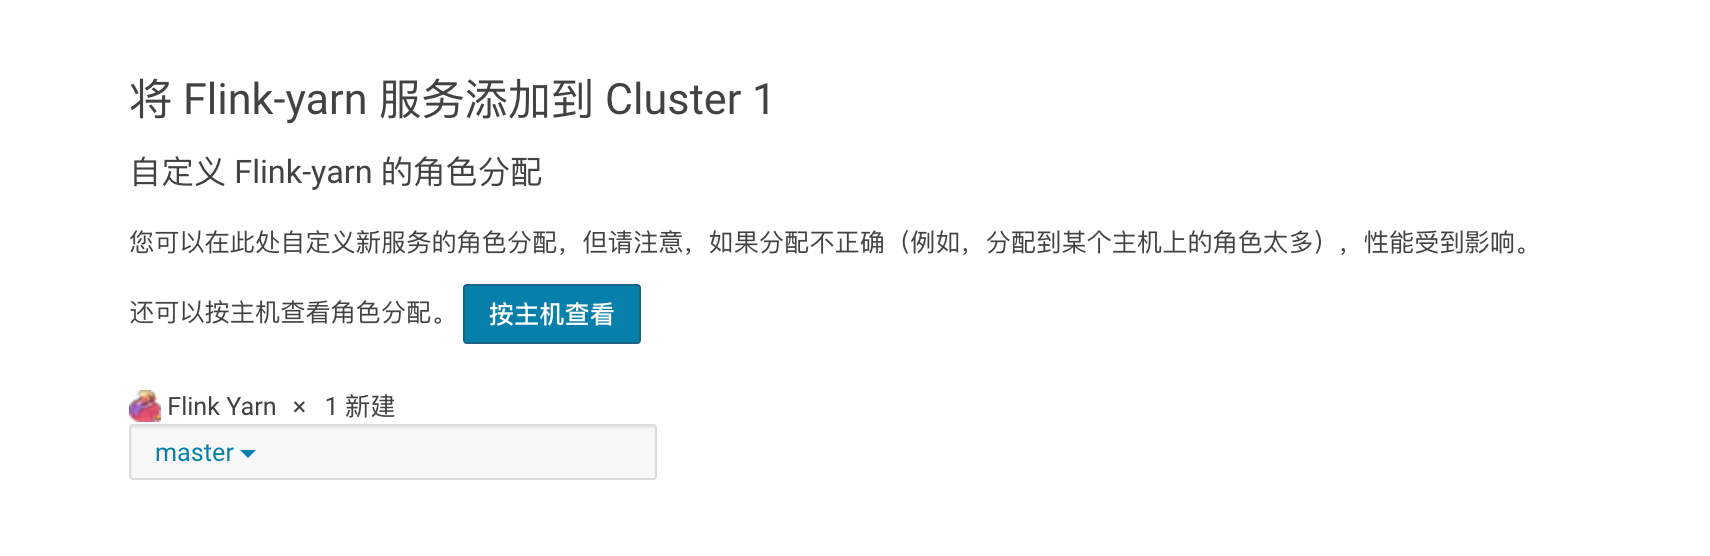 将 Flink-yarn 服务添加到 Cluster 1
自定义 Flink-yarn 的角色分配
您可以在此处自定义新服务的角色分配，但请注意，如果分配不正确（例如，分配到某个主机上的角色太多），性能受到影响。
还可以按主机查看角色分配。 按主机查看
Flink Yarn × 1 新建
master